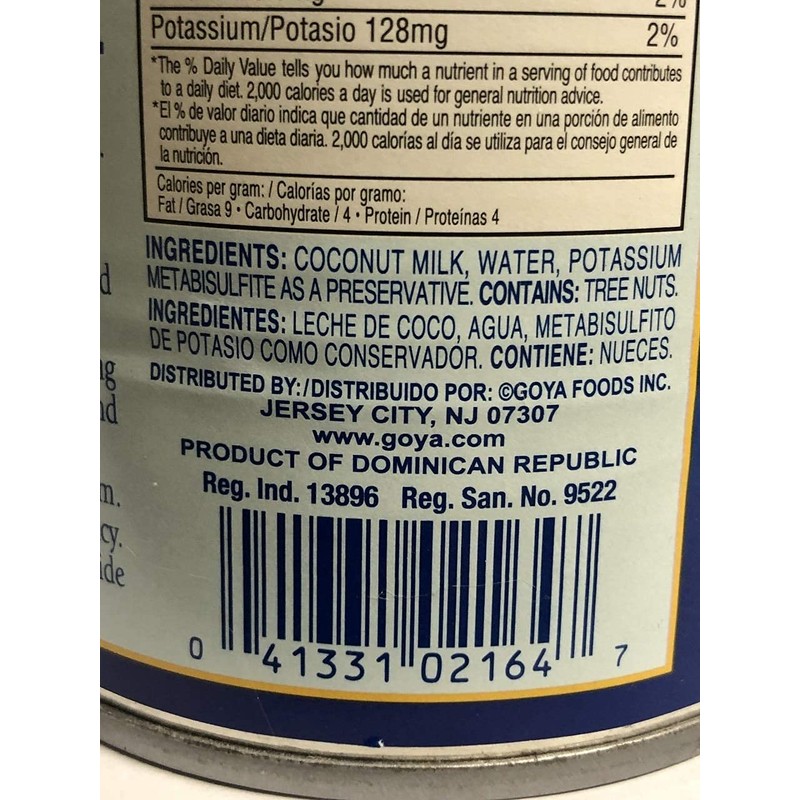 Potassium/Potasio 128mg 2%
*The % Daily Value tells you how much a nutrient in a serving of food contributes
to a daily diet. 2,000 calories a day is used for general nutrition advice.
*El % de valor diario indica que cantidad de un nutriente en una porción de alimento
contribuye a una dieta diaria. 2,000 calorías al día se utiliza para el consejo general de
la nutrición.
Calories per gram: / Calorías por gramo:
Fat / Grasa 9 • Carbohydrate / 4 • Protein / Proteínas 4
INGREDIENTS: COCONUT MILK, WATER, POTASSIUM
METABISULFITE AS A PRESERVATIVE. CONTAINS: TREE NUTS.
INGREDIENTES: LECHE DE COCO, AGUA, METABISULFITO
DE POTASIO COMO CONSERVADOR. CONTIENE: NUECES.
DISTRIBUTED BY:/DISTRIBUIDO POR: ©GOYA FOODS INC.
JERSEY CITY, NJ 07307
www.goya.com
PRODUCT OF DOMINICAN REPUBLIC
Reg. Ind. 13896 Reg. San. No. 9522
0 41331 02164 7